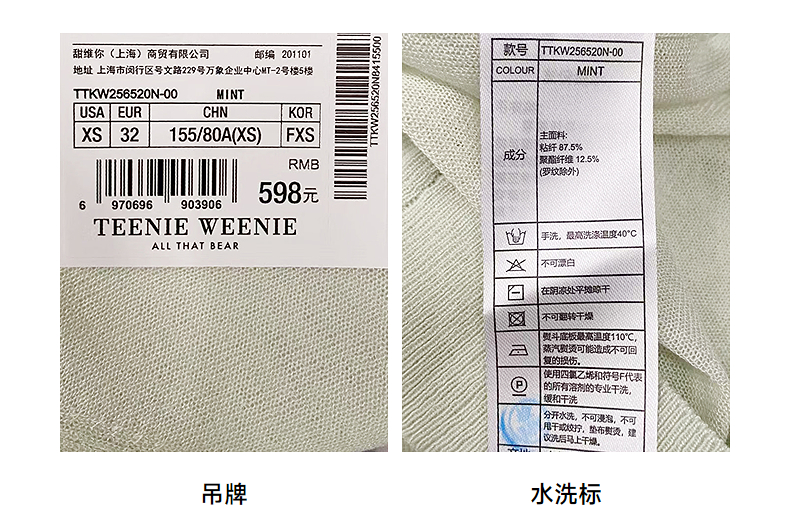 甜维你（上海）商贸有限公司 邮编 201101
地址 上海市闵行区号文路229号万象企业中心MT-2号楼5楼
TTKW256520N-00 MINT
USA EUR CHN KOR
XS 32 155/80A(XS) FXS
RMB
598元
6 970696 903906
TEENIE WEENIE
ALL THAT BEAR
TTKW256520N8415500
款号 TTKW256520N-00
COLOUR MINT
成分
主面料:
粘纤 87.5%
聚酯纤维 12.5%
(罗纹除外)
手洗，最高洗涤温度40°C
不可漂白
在阴凉处平摊晾干
不可翻转干燥
熨斗底板最高温度110℃,
蒸汽熨烫可能造成不可回
复的损伤。
P
使用四氯乙烯和符号F代表
的所有溶剂的专业干洗,
缓和干洗
分开水洗，不可浸泡，不可
甩干或绞拧，垫布熨烫，建
议洗后马上干燥。
吊牌
水洗标